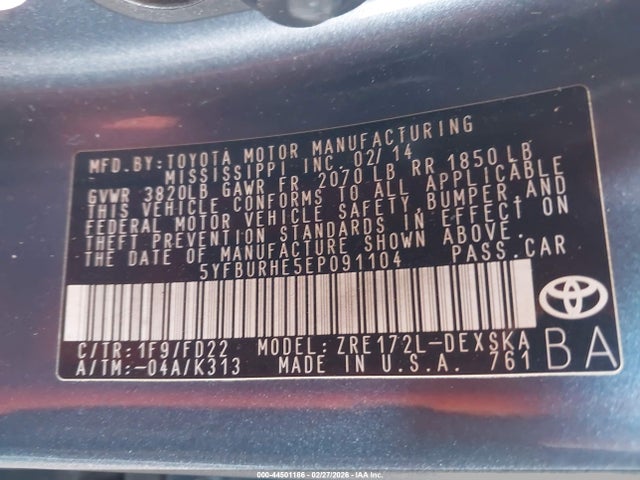 MFD.BY:TOYOTA MOTOR MANUFACTURING
MISSISSIPPI, INC. 02/14
GVWR 3820LB GAWR FR 2070 LB, RR 1850 LB
THIS VEHICLE CONFORMS TO ALL APPLICABLE
FEDERAL MOTOR VEHICLE SAFETY, BUMPER, AND
THEFT PREVENTION STANDARDS IN EFFECT ON
THE DATE OF MANUFACTURE SHOWN ABOVE.
5YFBURHE5EP091104 PASS.CAR
C/TR:1F9/FD22 MODEL:ZRE172L-DEXSKA
A/TM:-04A/K313 MADE IN U.S.A. 761
BA
000-44501166 - 02/27/2026 - IAA Inc.